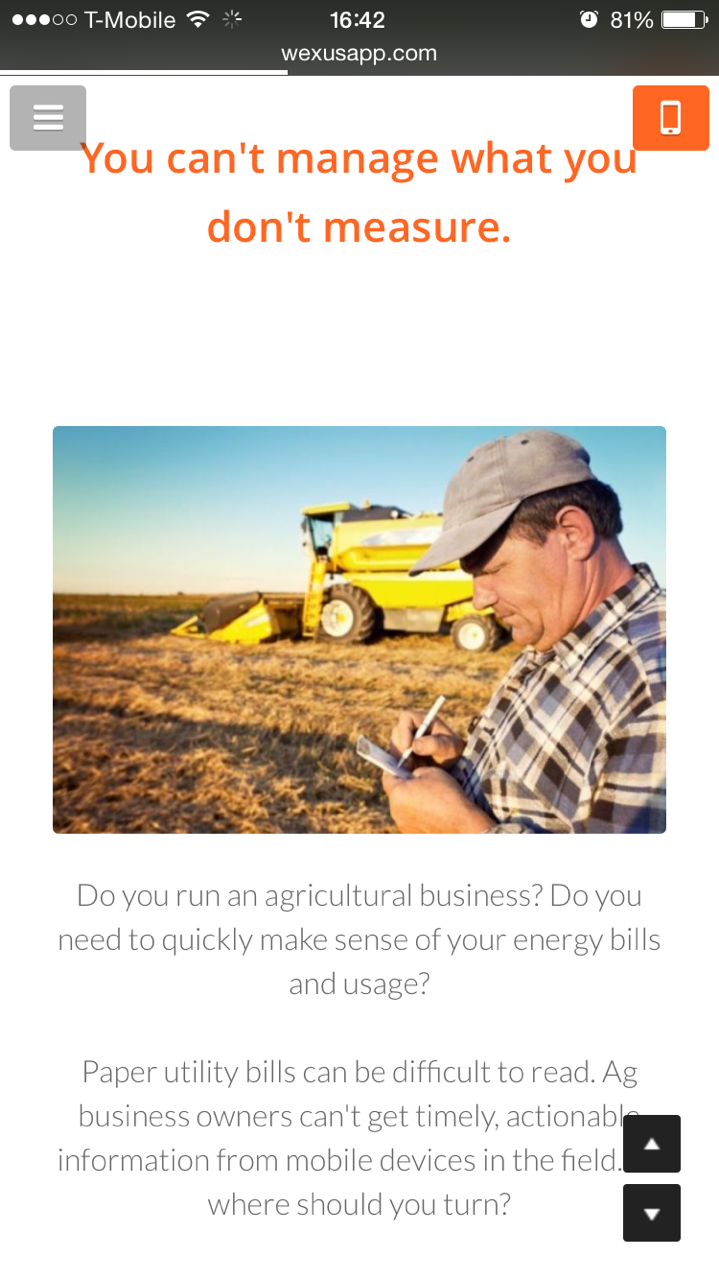 T-Mobile 16:42 81%
wexusapp.com
You can't manage what you
don't measure.
Do you run an agricultural business? Do you
need to quickly make sense of your energy bills
and usage?
Paper utility bills can be difficult to read. Ag
business owners can't get timely, actionable
information from mobile devices in the field.
where should you turn?